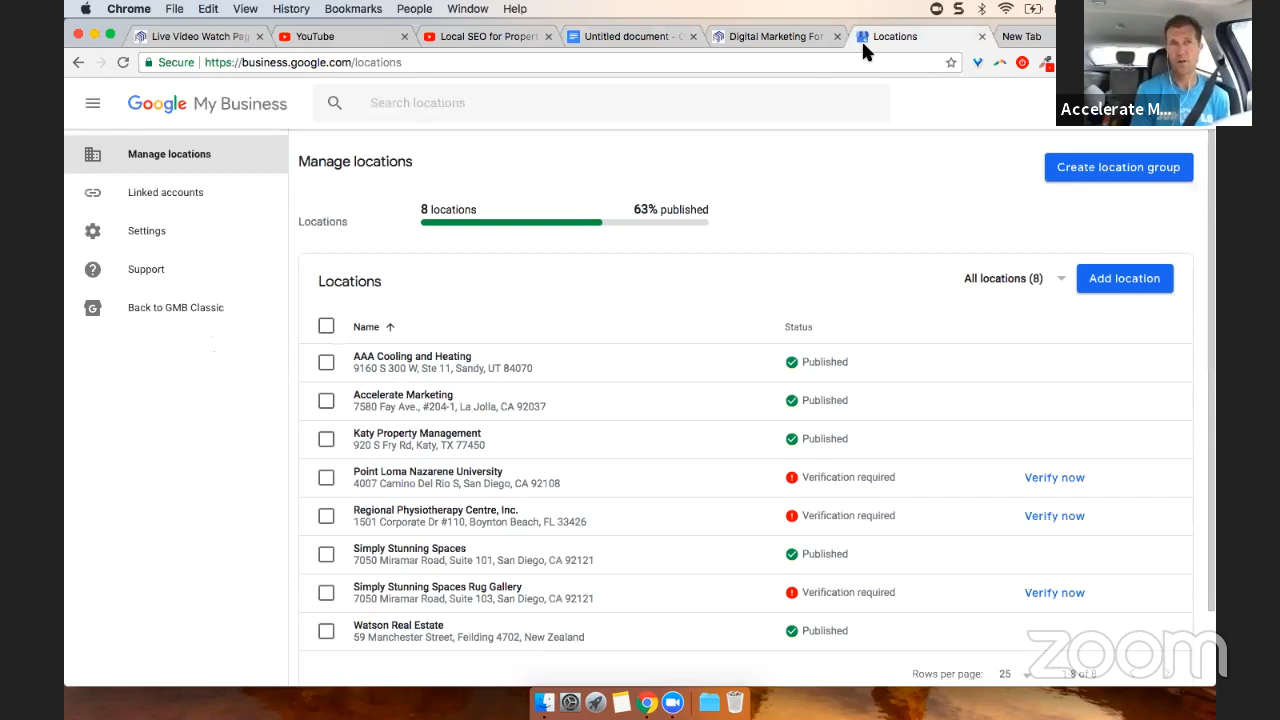 Chrome File Edit View History Bookmarks People Window Help
Live Video Watch Pag YouTube Local SEO for Propert Untitled document - G Digital Marketing For Locations New Tab
Secure https://business.google.com/locations
Accelerate M...
Google My Business Search locations
Manage locations
Linked accounts
Settings
Support
Back to GMB Classic
Manage locations
Create location group
8 locations 63% published
Locations
Locations All locations (8) Add location
Name Status
AAA Cooling and Heating
9160 S 300 W, Ste 11, Sandy, UT 84070
Published
Accelerate Marketing
7580 Fay Ave., #204-1, La Jolla, CA 92037
Published
Katy Property Management
920 S Fry Rd, Katy, TX 77450
Published
Point Loma Nazarene University
4007 Camino Del Rio S, San Diego, CA 92108
Verification required Verify now
Regional Physiotherapy Centre, Inc.
1501 Corporate Dr #110, Boynton Beach, FL 33426
Verification required Verify now
Simply Stunning Spaces
7050 Miramar Road, Suite 101, San Diego, CA 92121
Published
Simply Stunning Spaces Rug Gallery
7050 Miramar Road, Suite 103, San Diego, CA 92121
Verification required Verify now
Watson Real Estate
59 Manchester Street, Feilding 4702, New Zealand
Published
Rows per page: 25 1-8 of 8
zoom